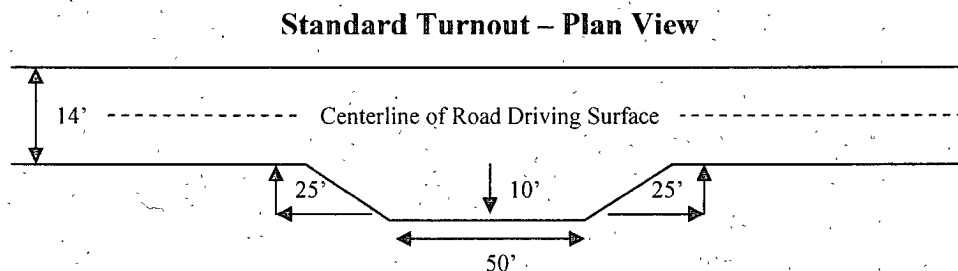 Standard Turnout – Plan View
14'
Centerline of Road Driving Surface
25'
10'
25'
50'